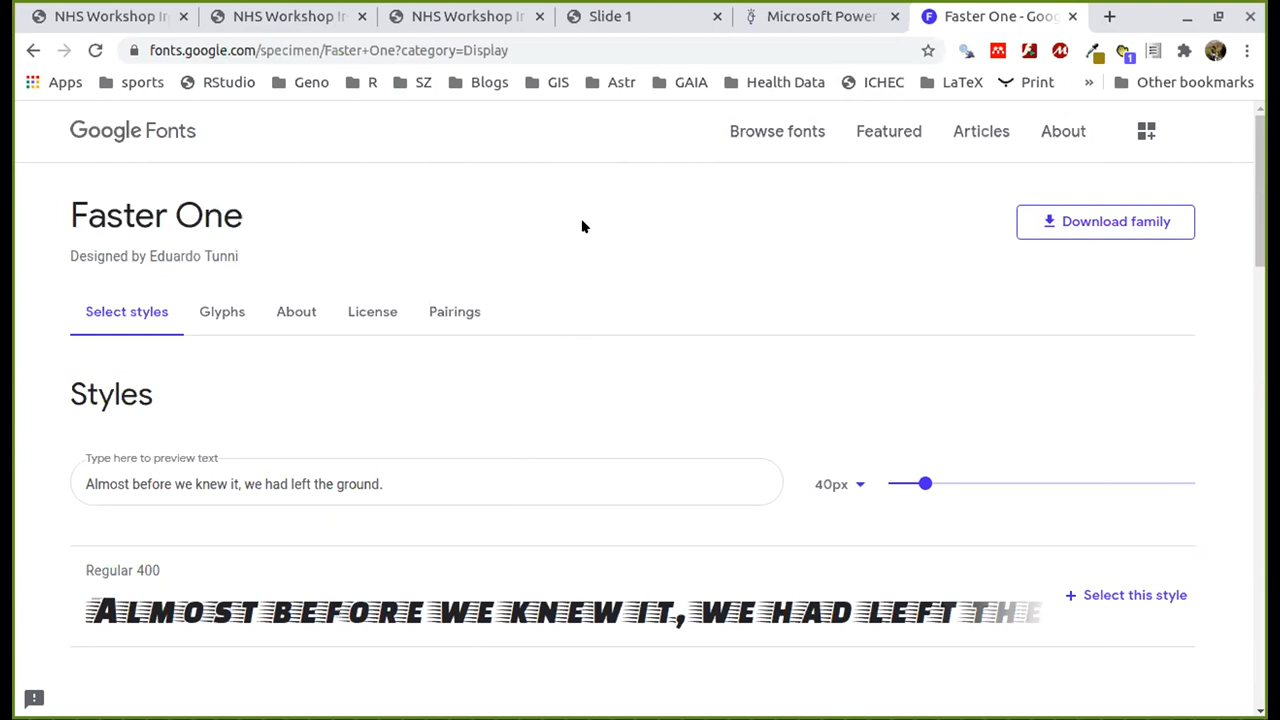 NHS Workshop In
NHS Workshop In
NHS Workshop In
Slide 1
Microsoft Power
Faster One - Goo
fonts.google.com/specimen/Faster+One?category=Display
1
Apps sports RStudio Geno R SZ Blogs GIS Astr GAIA Health Data ICHEC LaTeX Print » Other bookmarks
Google Fonts
Browse fonts Featured Articles About
Faster One
Download family
Designed by Eduardo Tunni
Select styles Glyphs About License Pairings
Styles
Type here to preview text
Almost before we knew it, we had left the ground.
40px
Regular 400
Almost before we knew it, we had left the
+ Select this style